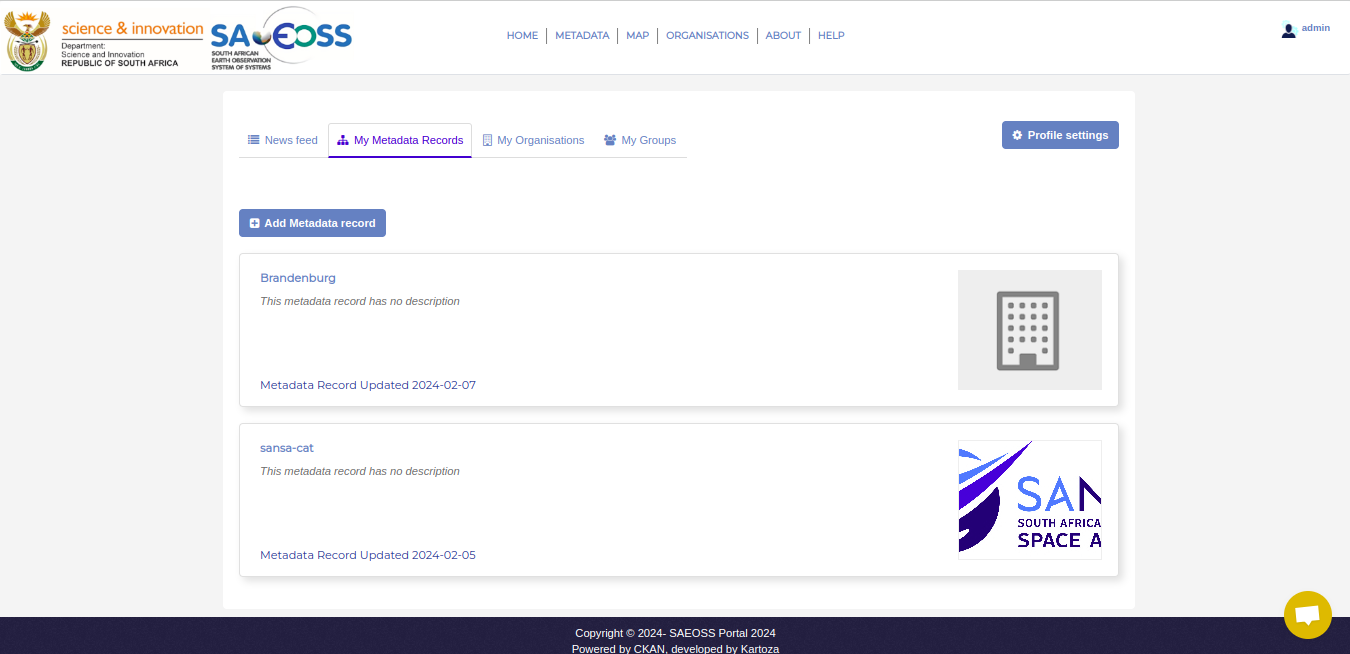 science & innovation
Department:
Science and Innovation
REPUBLIC OF SOUTH AFRICA
SAEOSS
SOUTH AFRICAN
EARTH OBSERVATION
SYSTEM OF SYSTEMS
HOME METADATA MAP ORGANISATIONS ABOUT HELP
admin
News feed My Metadata Records My Organisations My Groups
Profile settings
Add Metadata record
Brandenburg
This metadata record has no description
Metadata Record Updated 2024-02-07
sansa-cat
This metadata record has no description
Metadata Record Updated 2024-02-05
SAN
SOUTH AFRICA
SPACE A
Copyright © 2024- SAEOSS Portal 2024
Powered by CKAN, developed by Kartoza